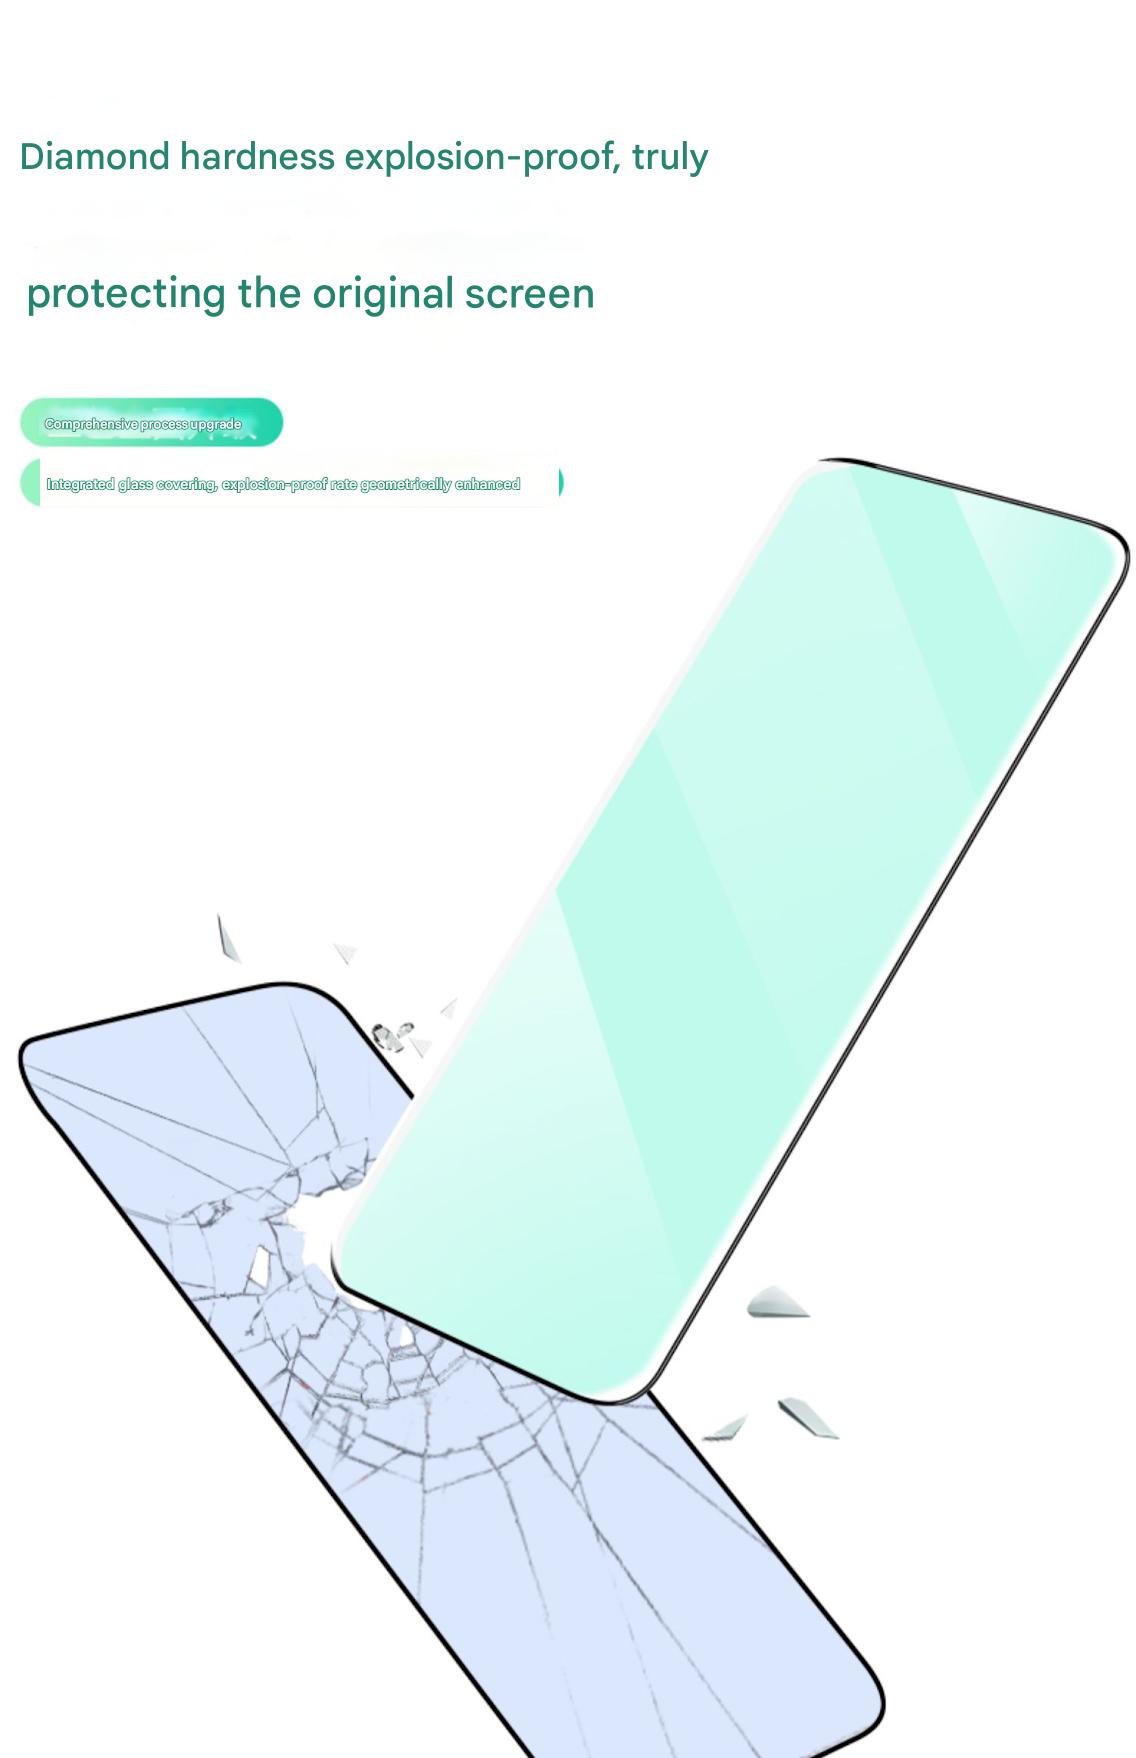 Diamond hardness explosion-proof, truly
protecting the original screen
Comprehensive process upgrade
Integrated glass covering, explosion-proof rate geometrically enhanced